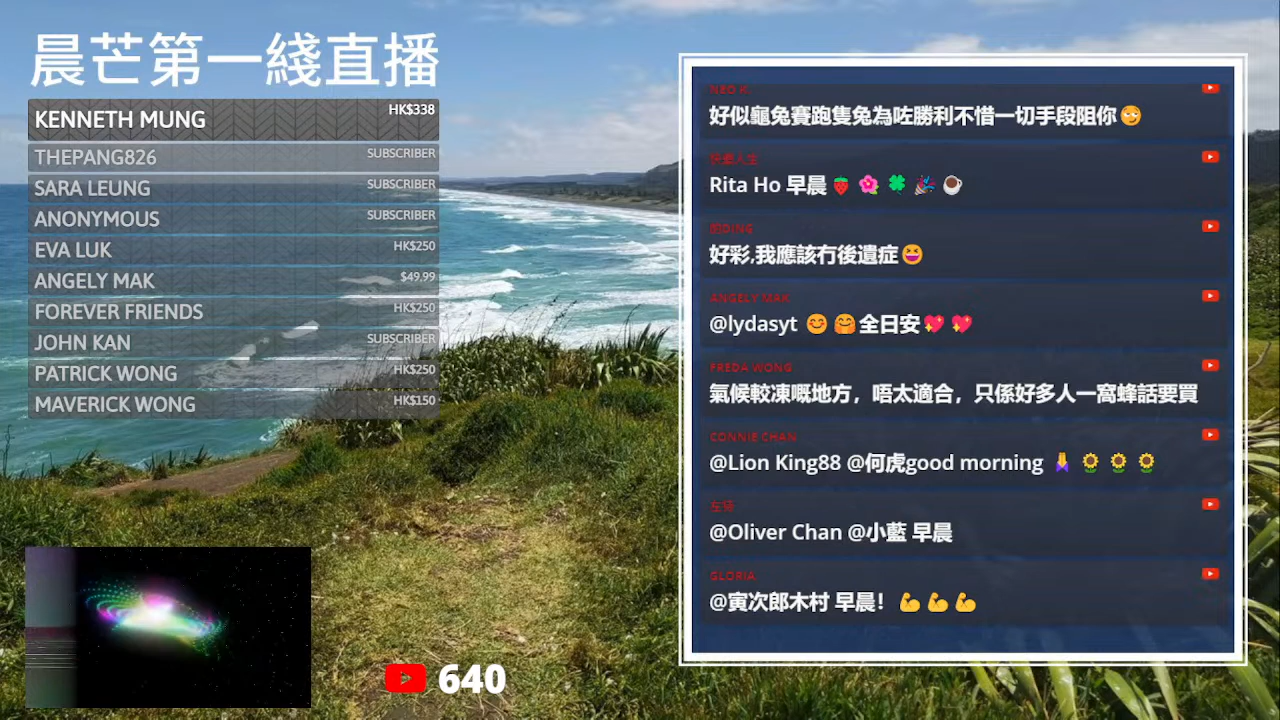 晨芒第一綫直播
KENNETH MUNG HK$338
THEPANG826 SUBSCRIBER
SARA LEUNG SUBSCRIBER
ANONYMOUS SUBSCRIBER
EVA LUK HK$250
ANGELY MAK $49.99
FOREVER FRIENDS HK$250
JOHN KAN SUBSCRIBER
PATRICK WONG HK$250
MAVERICK WONG HK$150
640
NEO K.
好似龜兔賽跑隻兔為咗勝利不惜一切手段阻你🙄
Rita Ho 早晨🍓🌺🍀🎉☕
的DING
好彩,我應該冇後遺症😆
ANGELY MAK
@lydasyt 😊🤗全日安💖💖
FREDA WONG
氣候較凍嘅地方，唔太適合，只係好多人一窩蜂話要買
CONNIE CHAN
@Lion King88 @何虎good morning 🌻🌻🌻
@Oliver Chan @小藍 早晨
GLORIA
@寅次郎木村 早晨！💪💪💪